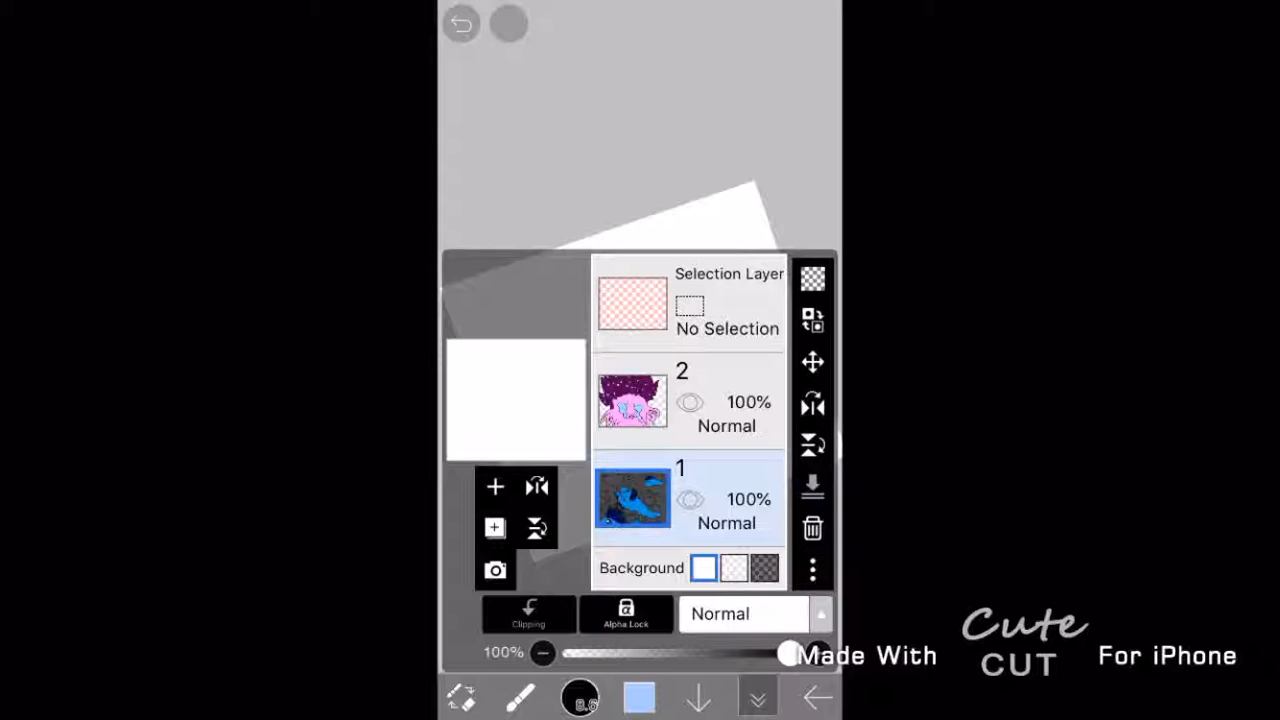 Selection Layer
No Selection
2
100%
Normal
1
100%
Normal
Background
Clipping
α
Alpha Lock
Normal
100%
Made With Cute CUT For iPhone